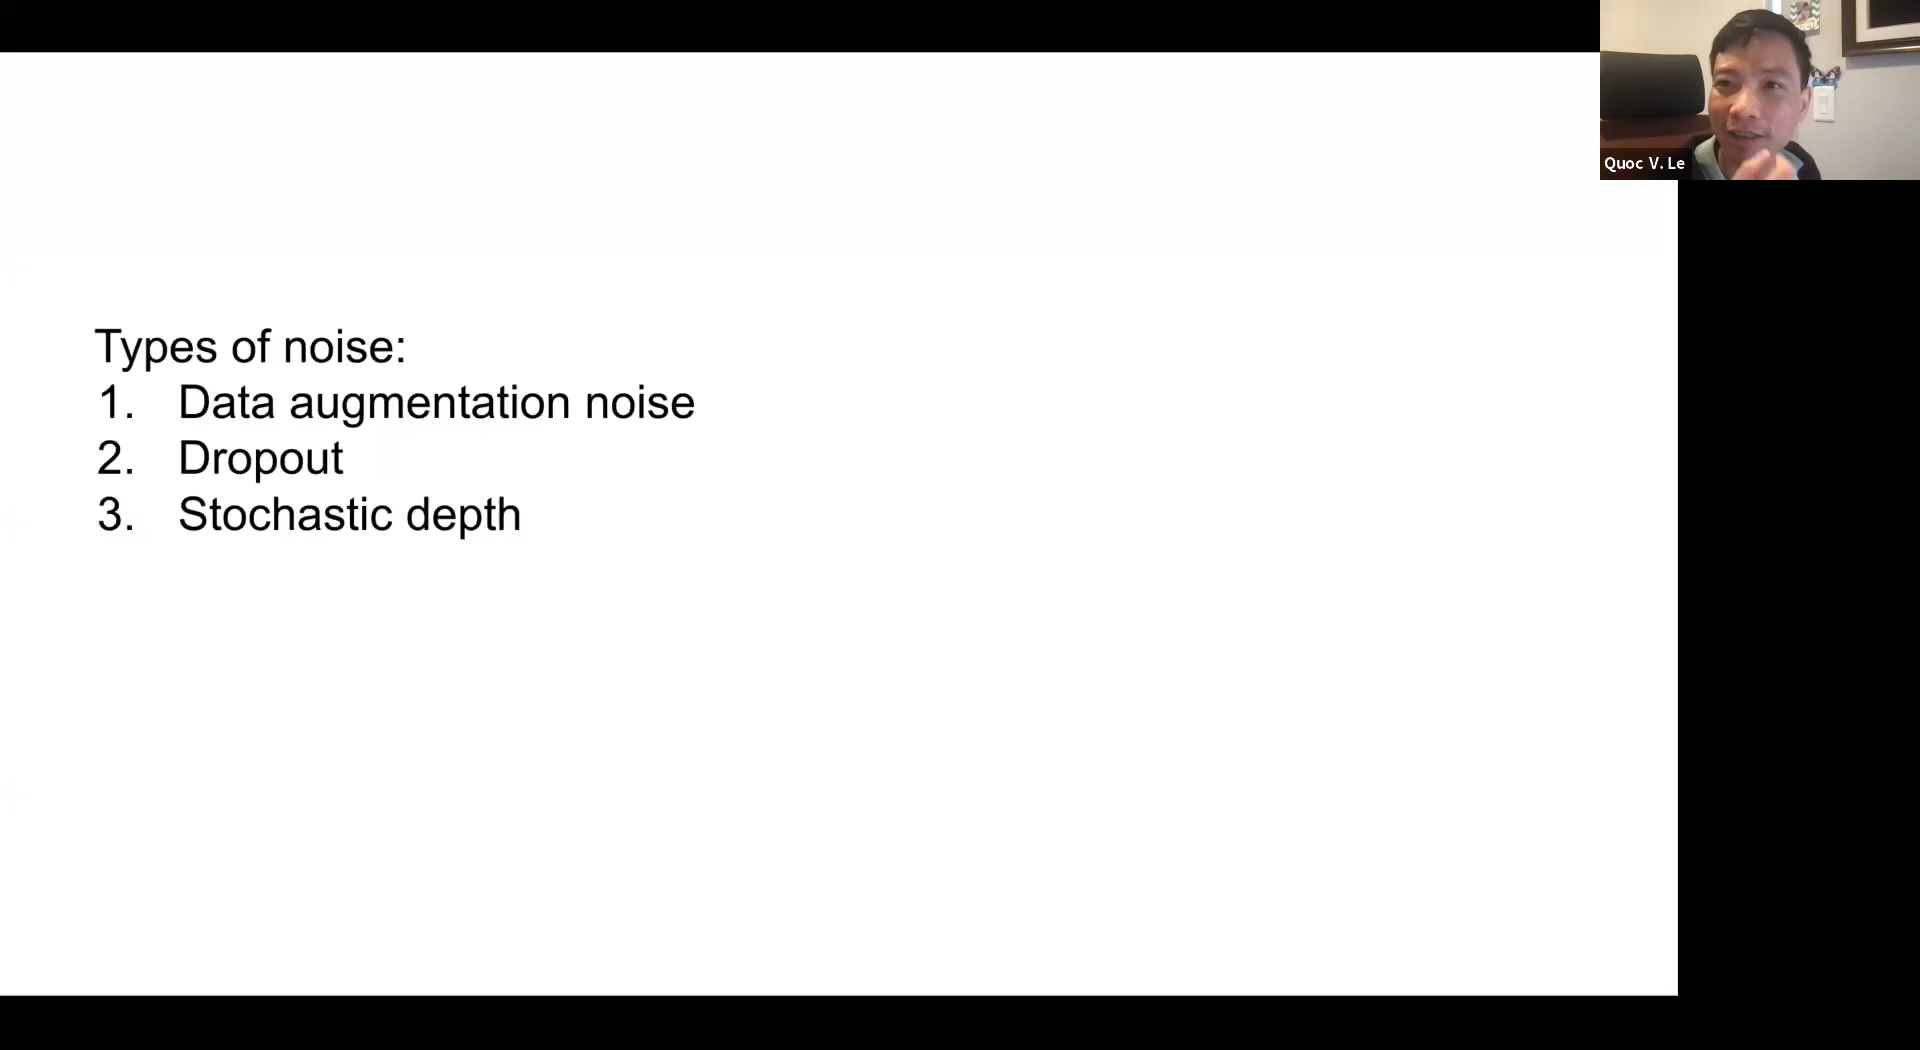 Quoc V. Le
Types of noise:
1. Data augmentation noise
2. Dropout
3. Stochastic depth